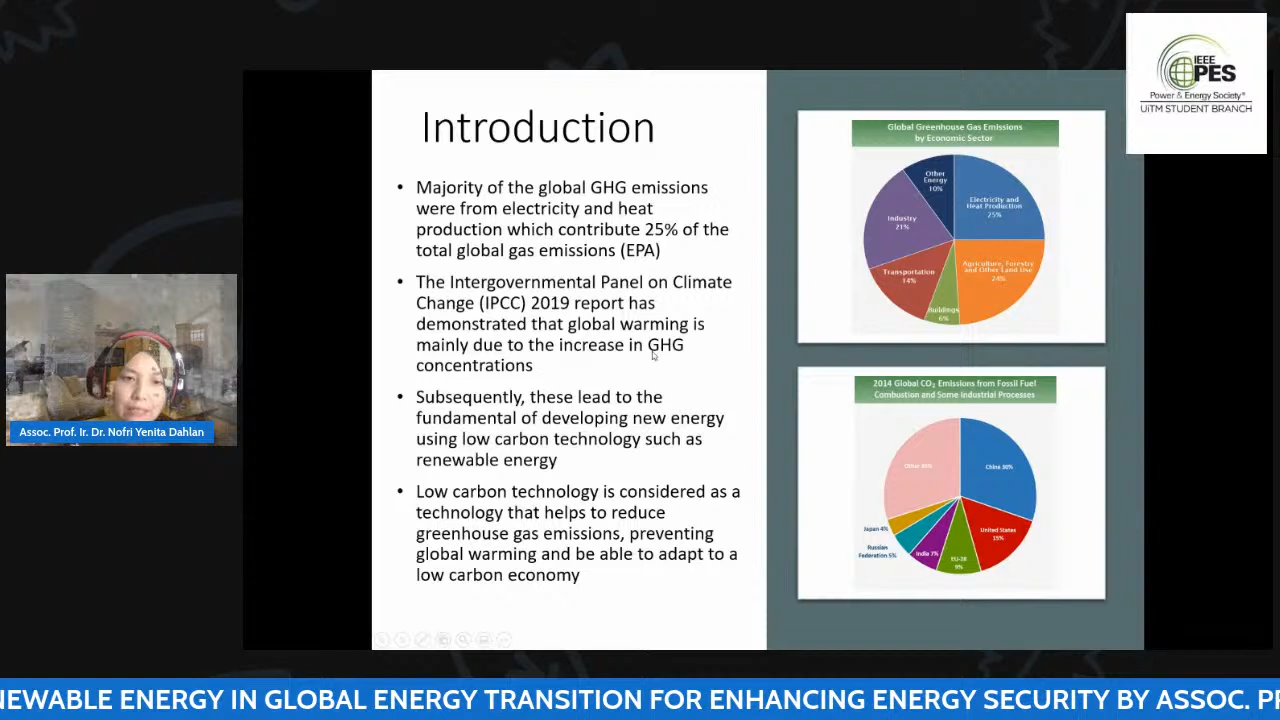 IEEE
PES
Power & Energy Society®
UiTM STUDENT BRANCH
Introduction
• Majority of the global GHG emissions
were from electricity and heat
production which contribute 25% of the
total global gas emissions (EPA)
• The Intergovernmental Panel on Climate
Change (IPCC) 2019 report has
demonstrated that global warming is
mainly due to the increase in GHG
concentrations
• Subsequently, these lead to the
fundamental of developing new energy
using low carbon technology such as
renewable energy
• Low carbon technology is considered as a
technology that helps to reduce
greenhouse gas emissions, preventing
global warming and be able to adapt to a
low carbon economy
Global Greenhouse Gas Emissions
by Economic Sector
Other
Energy
10%
Electricity and
Heat Production
25%
Industry
21%
Agriculture, Forestry
and Other Land Use
24%
Transportation
14%
Buildings
6%
2014 Global CO₂ Emissions from Fossil Fuel
Combustion and Some Industrial Processes
Other 30%
China 30%
United States
15%
EU-28
9%
India 7%
Russian
Federation 5%
Japan 4%
Assoc. Prof. Ir. Dr. Nofri Yenita Dahlan
NEWABLE ENERGY IN GLOBAL ENERGY TRANSITION FOR ENHANCING ENERGY SECURITY BY ASSOC. PR